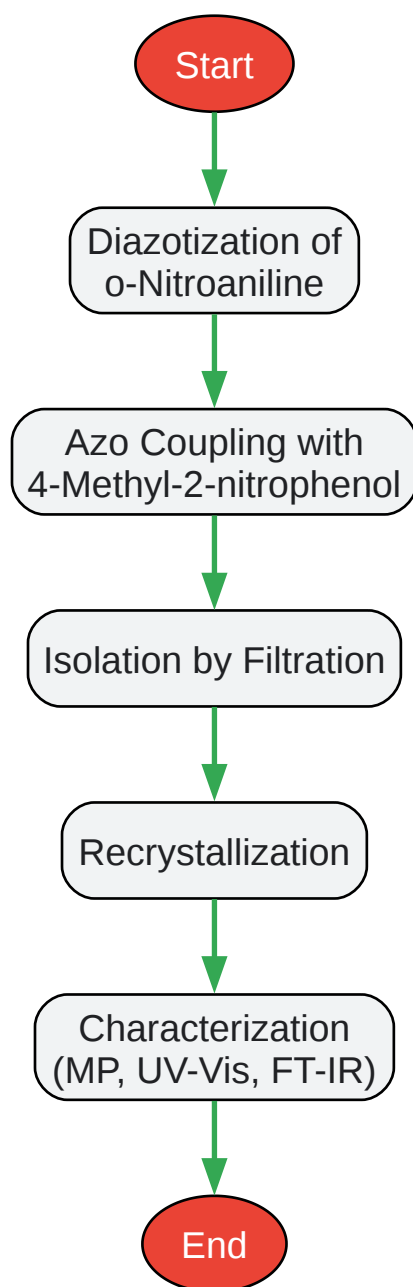 Start
Diazotization of
o-Nitroaniline
Azo Coupling with
4-Methyl-2-nitrophenol
Isolation by Filtration
Recrystallization
Characterization
(MP, UV-Vis, FT-IR)
End